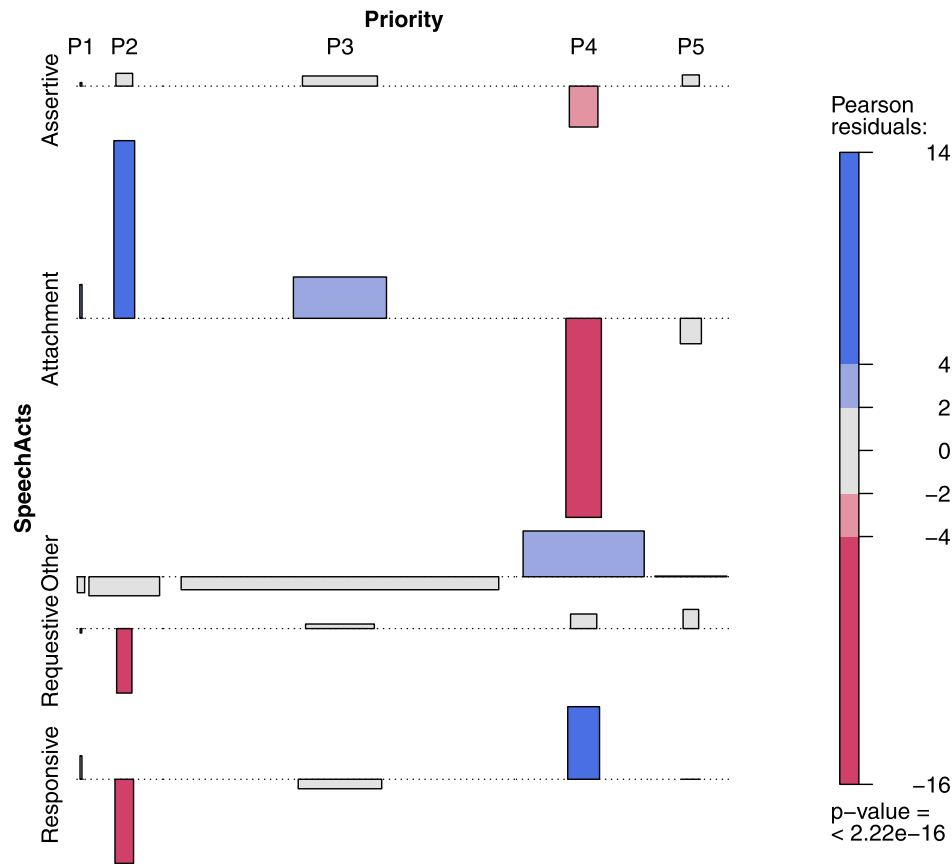 Priority
P1 P2 P3 P4 P5
SpeechActs
Assertive
Attachment
Other
Requestive
Responsive
Pearson
residuals:
14
4
2
0
−2
−4
−16
p−value =
< 2.22e−16